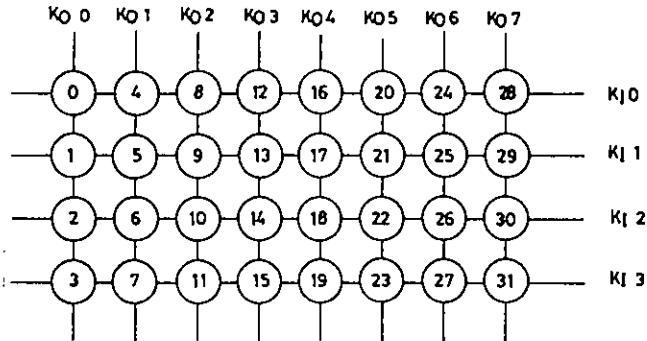 KO 0 KO 1 KO 2 KO 3 KO 4 KO 5 KO 6 KO 7
0 4 8 12 16 20 24 28 KI 0
1 5 9 13 17 21 25 29 KI 1
2 6 10 14 18 22 26 30 KI 2
3 7 11 15 19 23 27 31 KI 3